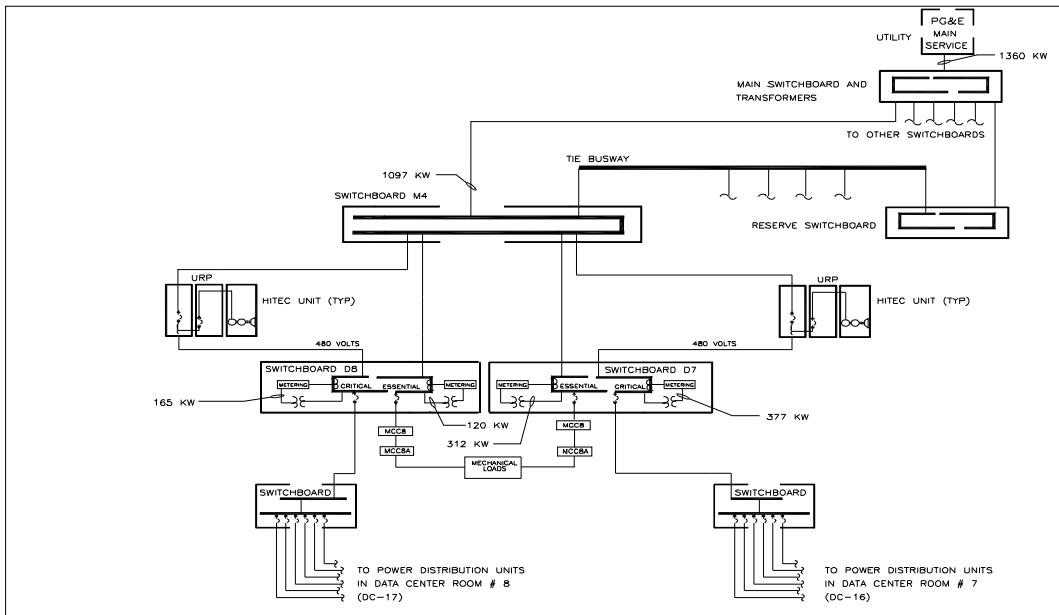 PG&E
MAIN
SERVICE
UTILITY
1360 KW
MAIN SWITCHBOARD AND
TRANSFORMERS
TO OTHER SWITCHBOARDS
TIE BUSWAY
1097 KW
SWITCHBOARD M4
RESERVE SWITCHBOARD
URP
HITEC UNIT (TYP)
URP
HITEC UNIT (TYP)
480 VOLTS
480 VOLTS
SWITCHBOARD D8
METERING
CRITICAL
ESSENTIAL
METERING
SWITCHBOARD D7
METERING
ESSENTIAL
CRITICAL
METERING
165 KW
120 KW
312 KW
377 KW
MCC8
MCC8A
MCC8
MCC8A
MECHANICAL
LOADS
SWITCHBOARD
SWITCHBOARD
TO POWER DISTRIBUTION UNITS
IN DATA CENTER ROOM # 8
(DC-17)
TO POWER DISTRIBUTION UNITS
IN DATA CENTER ROOM # 7
(DC-16)